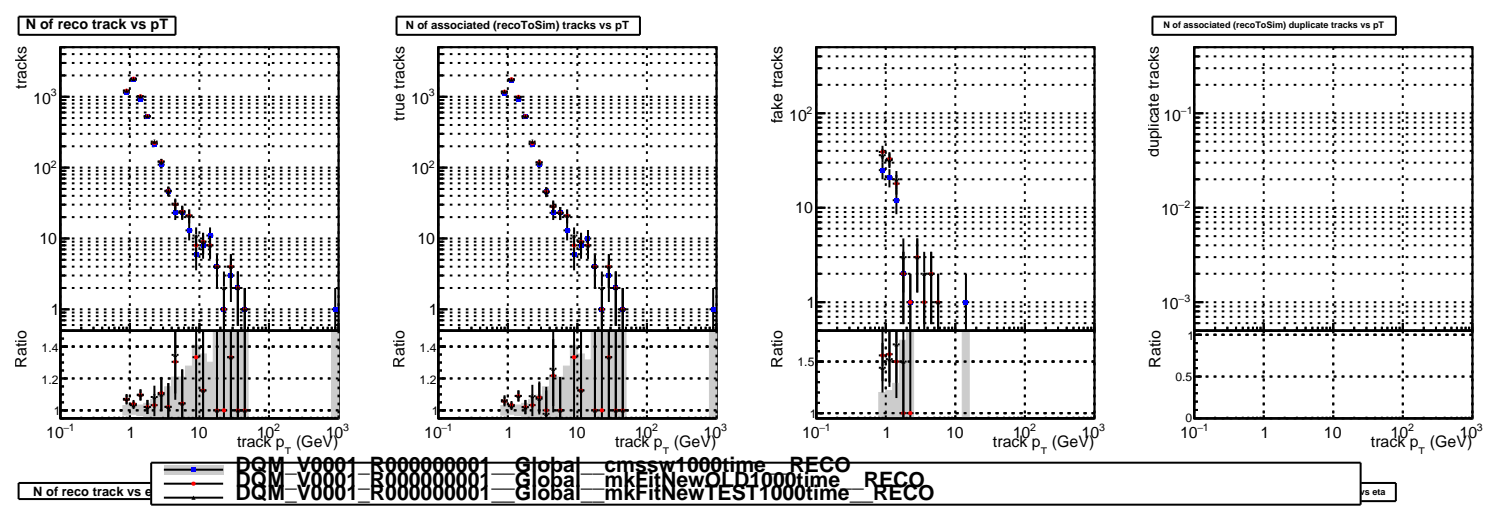 N of reco track vs pT
N of associated (recoToSim) tracks vs pT
N of associated (recoToSim) duplicate tracks vs pT
tracks
10³
10²
10
1
Ratio
1.4
1.2
1
10⁻¹ 1 10 10² 10³
track p_T (GeV)
true tracks
10³
10²
10
1
Ratio
1.4
1.2
1
10⁻¹ 1 10 10² 10³
track p_T (GeV)
fake tracks
10²
10
1
Ratio
1.5
1
10⁻¹ 1 10 10² 10³
track p_T (GeV)
duplicate tracks
10⁻¹
10⁻²
10⁻³
Ratio
1
0.5
0
10⁻¹ 1 10 10² 10³
track p_T (GeV)
DQM_V0001_R000000001__Global__cmssw1000time__RECO
DQM_V0001_R000000001__Global__mkFitNewOLD1000time__RECO
DQM_V0001_R000000001__Global__mkFitNewTEST1000time__RECO
N of reco track vs e
vs eta